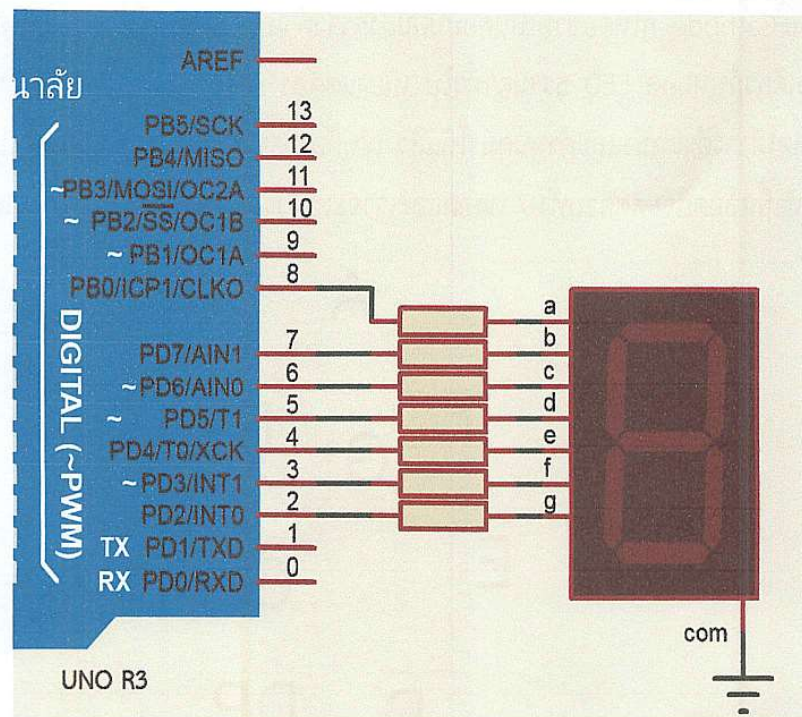 AREF
นาลัย
PB5/SCK 13
PB4/MISO 12
~PB3/MOSI/OC2A 11
~ PB2/SS/OC1B 10
~ PB1/OC1A 9
PB0/ICP1/CLKO 8
a
b
PD7/AIN1 7
c
~PD6/AIN0 6
d
~ PD5/T1 5
e
PD4/T0/XCK 4
f
~PD3/INT1 3
g
PD2/INT0 2
TX PD1/TXD 1
RX PD0/RXD 0
DIGITAL (~PWM)
com
UNO R3